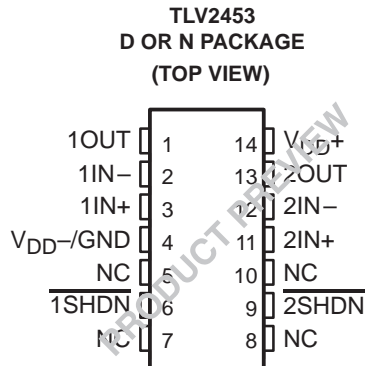 TLV2453
D OR N PACKAGE
(TOP VIEW)
1OUT 1 14 VDD+
1IN− 2 13 2OUT
1IN+ 3 12 2IN−
VDD−/GND 4 11 2IN+
NC 5 10 NC
1SHDN 6 9 2SHDN
NC 7 8 NC
PRODUCT PREVIEW